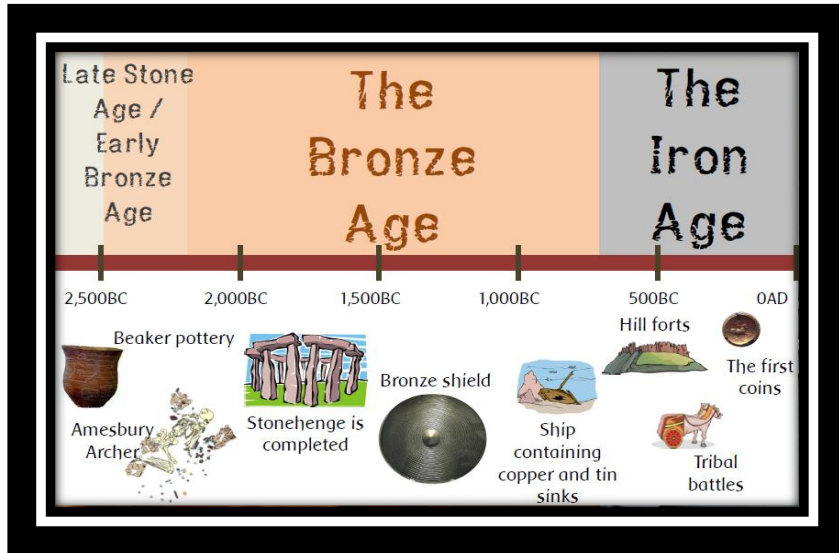 Late Stone
Age /
Early
Bronze
Age
The
Bronze
Age
The
Iron
Age
2,500BC
2,000BC
1,500BC
1,000BC
500BC
0AD
Beaker pottery
Amesbury
Archer
Stonehenge is
completed
Bronze shield
Ship
containing
copper and tin
sinks
Hill forts
Tribal
battles
The first
coins